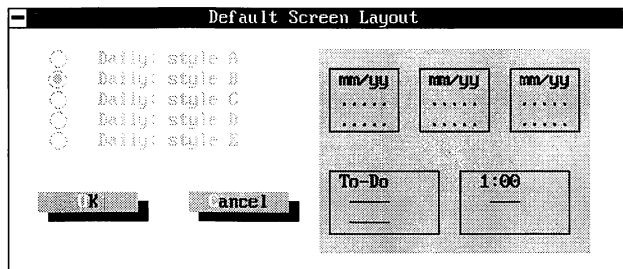 Default Screen Layout
Daily: style A
Daily: style B
Daily: style C
Daily: style D
Daily: style E
mm/yy mm/yy mm/yy
To-Do 1:00
OK Cancel